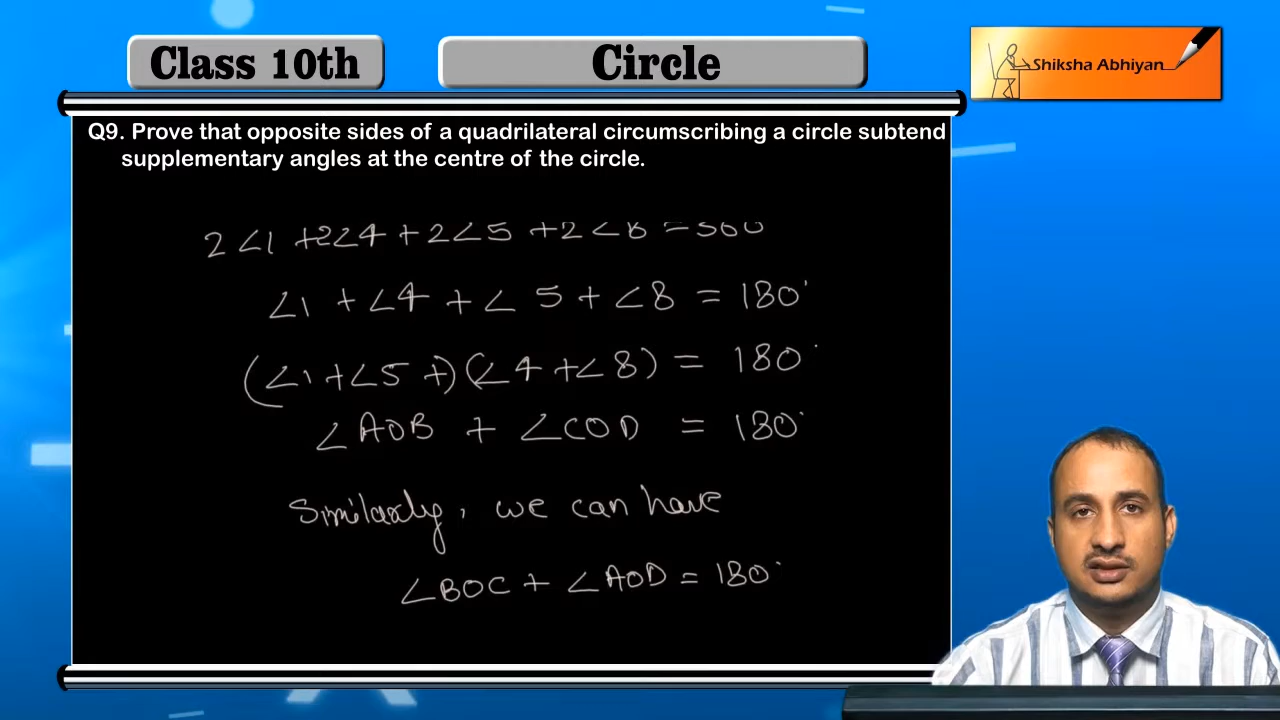 Class 10th
Circle
Shiksha Abhiyan
Q9. Prove that opposite sides of a quadrilateral circumscribing a circle subtend
supplementary angles at the centre of the circle.
2∠1 +2∠4 + 2∠5 +2∠8 =360
∠1 + ∠4 + ∠5 + ∠8 = 180°
(∠1 + ∠5 +) (∠4 + ∠8) = 180°
∠AOB + ∠COD = 180°
Similarly, we can have
∠BOC + ∠AOD = 180°